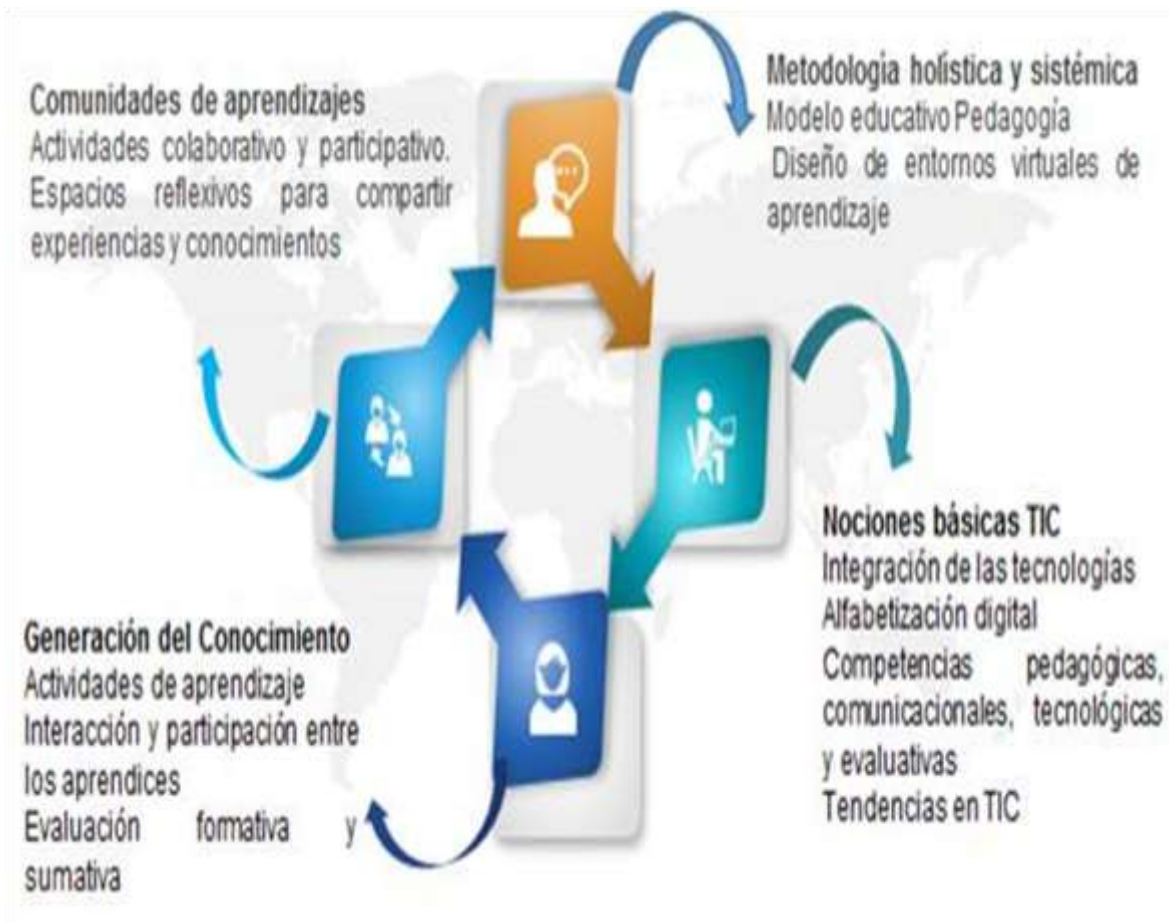 Comunidades de aprendizajes
Actividades colaborativo y participativo.
Espacios reflexivos para compartir
experiencias y conocimientos
Metodología holística y sistémica
Modelo educativo Pedagogía
Diseño de entornos virtuales de
aprendizaje
Nociones básicas TIC
Integración de las tecnologías
Alfabetización digital
Competencias pedagógicas,
comunicacionales, tecnológicas
y evaluativas
Tendencias en TIC
Generación del Conocimiento
Actividades de aprendizaje
Interacción y participación entre
los aprendices
Evaluación formativa y
sumativa